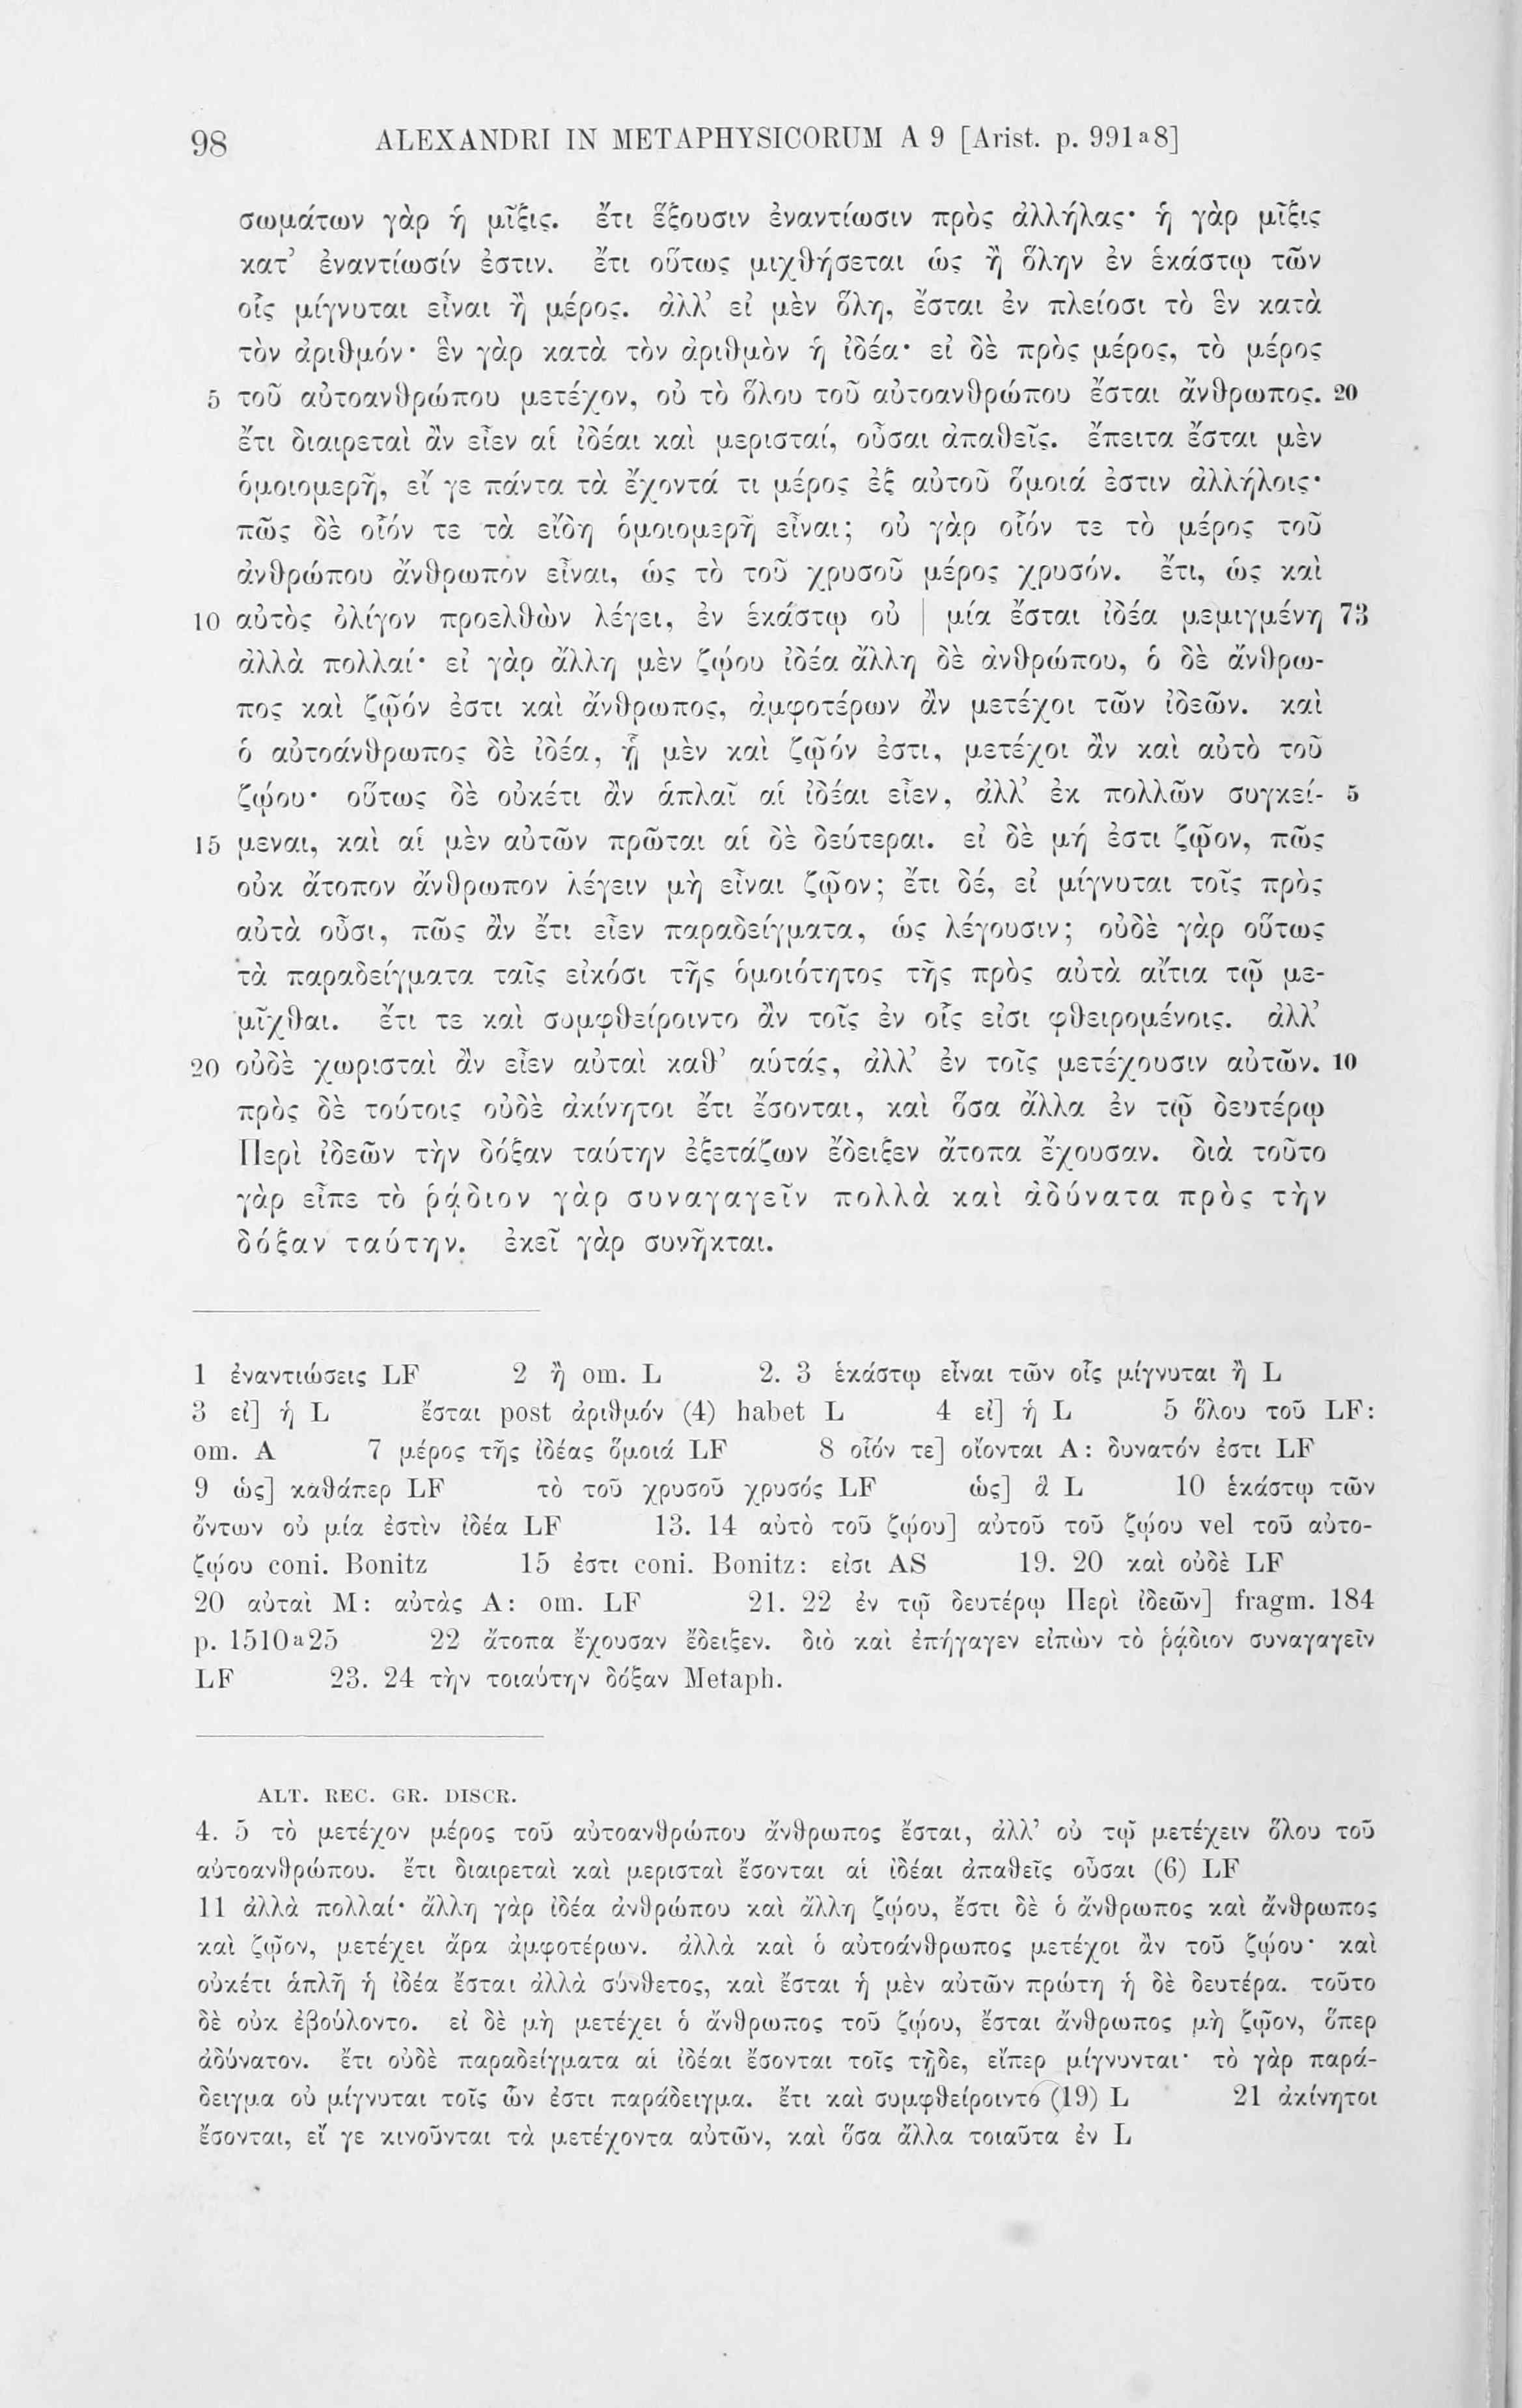 98 ALEXANDRI IN METAPHYSICORUM A 9 [Arist. p. 991a8]
σωμάτων γὰρ ἡ μῖξις. ἔτι ἕξουσιν ἐναντίωσιν πρὸς ἀλλήλας· ἡ γὰρ μῖξις
κατ’ ἐναντίωσίν ἐστιν. ἔτι οὕτως μιχθήσεται ὡς ἢ ὅλην ἐν ἑκάστῳ τῶν
οἷς μίγνυται εἶναι ἢ μέρος. ἀλλ’ εἰ μὲν ὅλη, ἔσται ἐν πλείοσι τὸ ἓν κατὰ
τὸν ἀριθμόν· ἓν γὰρ κατὰ τὸν ἀριθμὸν ἡ ἰδέα· εἰ δὲ πρὸς μέρος, τὸ μέρος
5 τοῦ αὐτοανθρώπου μετέχον, οὐ τὸ ὅλου τοῦ αὐτοανθρώπου ἔσται ἄνθρωπος. 20
ἔτι διαιρεταὶ ἂν εἶεν αἱ ἰδέαι καὶ μερισταί, οὖσαι ἀπαθεῖς. ἔπειτα ἔσται μὲν
ὁμοιομερῆ, εἴ γε πάντα τὰ ἔχοντά τι μέρος ἐξ αὐτοῦ ὅμοιά ἐστιν ἀλλήλοις·
πῶς δὲ οἷόν τε τὰ εἴδη ὁμοιομερῆ εἶναι; οὐ γὰρ οἷόν τε τὸ μέρος τοῦ
ἀνθρώπου ἄνθρωπον εἶναι, ὡς τὸ τοῦ χρυσοῦ μέρος χρυσόν. ἔτι, ὡς καὶ
10 αὐτὸς ὀλίγον προελθὼν λέγει, ἐν ἑκάστῳ οὐ | μία ἔσται ἰδέα μεμιγμένη 73
ἀλλὰ πολλαί· εἰ γὰρ ἄλλη μὲν ζῴου ἰδέα ἄλλη δὲ ἀνθρώπου, ὁ δὲ ἄνθρω-
πος καὶ ζῷόν ἐστι καὶ ἄνθρωπος, ἀμφοτέρων ἂν μετέχοι τῶν ἰδεῶν. καὶ
ὁ αὐτοάνθρωπος δὲ ἰδέα, ᾗ μὲν καὶ ζῷόν ἐστι, μετέχοι ἂν καὶ αὐτὸ τοῦ
ζῴου· οὕτως δὲ οὐκέτι ἂν ἁπλαῖ αἱ ἰδέαι εἶεν, ἀλλ’ ἐκ πολλῶν συγκεί- 5
15 μεναι, καὶ αἱ μὲν αὐτῶν πρῶται αἱ δὲ δεύτεραι. εἰ δὲ μή ἐστι ζῷον, πῶς
οὐκ ἄτοπον ἄνθρωπον λέγειν μὴ εἶναι ζῷον; ἔτι δέ, εἰ μίγνυται τοῖς πρὸς
αὐτὰ οὖσι, πῶς ἂν ἔτι εἶεν παραδείγματα, ὡς λέγουσιν; οὐδὲ γὰρ οὕτως
τὰ παραδείγματα ταῖς εἰκόσι τῆς ὁμοιότητος τῆς πρὸς αὐτὰ αἴτια τῷ με-
μῖχθαι. ἔτι τε καὶ συμφθείροιντο ἂν τοῖς ἐν οἷς εἰσι φθειρομένοις. ἀλλ’
20 οὐδὲ χωρισταὶ ἂν εἶεν αὐταὶ καθ’ αὑτάς, ἀλλ’ ἐν τοῖς μετέχουσιν αὐτῶν. 10
πρὸς δὲ τούτοις οὐδὲ ἀκίνητοι ἔτι ἔσονται, καὶ ὅσα ἄλλα ἐν τῷ δευτέρῳ
Περὶ ἰδεῶν τὴν δόξαν ταύτην ἐξετάζων ἔδειξεν ἄτοπα ἔχουσαν. διὰ τοῦτο
γὰρ εἶπε τὸ ῥᾴδιον γὰρ συναγαγεῖν πολλὰ καὶ ἀδύνατα πρὸς τὴν
δόξαν ταύτην. ἐκεῖ γὰρ συνῆκται.
1 ἐναντιώσεις LF 2 ἢ om. L 2. 3 ἑκάστῳ εἶναι τῶν οἷς μίγνυται ἢ L
3 εἰ] ἡ L ἔσται post ἀριθμόν (4) habet L 4 εἰ] ἡ L 5 ὅλου τοῦ LF:
om. A 7 μέρος τῆς ἰδέας ὅμοιά LF 8 οἷόν τε] οἴονται A: δυνατόν ἐστι LF
9 ὡς] καθάπερ LF τὸ τοῦ χρυσοῦ χρυσός LF ὡς] ἃ L 10 ἑκάστῳ τῶν
ὄντων οὐ μία ἐστὶν ἰδέα LF 13. 14 αὐτὸ τοῦ ζῴου] αὐτοῦ τοῦ ζῴου vel τοῦ αὐτο-
ζῴου coni. Bonitz 15 ἐστι coni. Bonitz: εἰσι AS 19. 20 καὶ οὐδὲ LF
20 αὐταὶ M: αὐτὰς A: om. LF 21. 22 ἐν τῷ δευτέρῳ Περὶ ἰδεῶν] fragm. 184
p. 1510a25 22 ἄτοπα ἔχουσαν ἔδειξεν. διὸ καὶ ἐπήγαγεν εἰπὼν τὸ ῥᾴδιον συναγαγεῖν
LF 23. 24 τὴν τοιαύτην δόξαν Metaph.
ALT. REC. GR. DISCR.
4. 5 τὸ μετέχον μέρος τοῦ αὐτοανθρώπου ἄνθρωπος ἔσται, ἀλλ’ οὐ τῷ μετέχειν ὅλου τοῦ
αὐτοανθρώπου. ἔτι διαιρεταὶ καὶ μερισταὶ ἔσονται αἱ ἰδέαι ἀπαθεῖς οὖσαι (6) LF
11 ἀλλὰ πολλαί· ἄλλη γὰρ ἰδέα ἀνθρώπου καὶ ἄλλη ζῴου, ἔστι δὲ ὁ ἄνθρωπος καὶ ἄνθρωπος
καὶ ζῷον, μετέχει ἄρα ἀμφοτέρων. ἀλλὰ καὶ ὁ αὐτοάνθρωπος μετέχοι ἂν τοῦ ζῴου· καὶ
οὐκέτι ἁπλῆ ἡ ἰδέα ἔσται ἀλλὰ σύνθετος, καὶ ἔσται ἡ μὲν αὐτῶν πρώτη ἡ δὲ δευτέρα. τοῦτο
δὲ οὐκ ἐβούλοντο. εἰ δὲ μὴ μετέχει ὁ ἄνθρωπος τοῦ ζῴου, ἔσται ἄνθρωπος μὴ ζῷον, ὅπερ
ἀδύνατον. ἔτι οὐδὲ παραδείγματα αἱ ἰδέαι ἔσονται τοῖς τῇδε, εἴπερ μίγνυνται· τὸ γὰρ παρά-
δειγμα οὐ μίγνυται τοῖς ὧν ἐστι παράδειγμα. ἔτι καὶ συμφθείροιντο (19) L 21 ἀκίνητοι
ἔσονται, εἴ γε κινοῦνται τὰ μετέχοντα αὐτῶν, καὶ ὅσα ἄλλα τοιαῦτα ἐν L